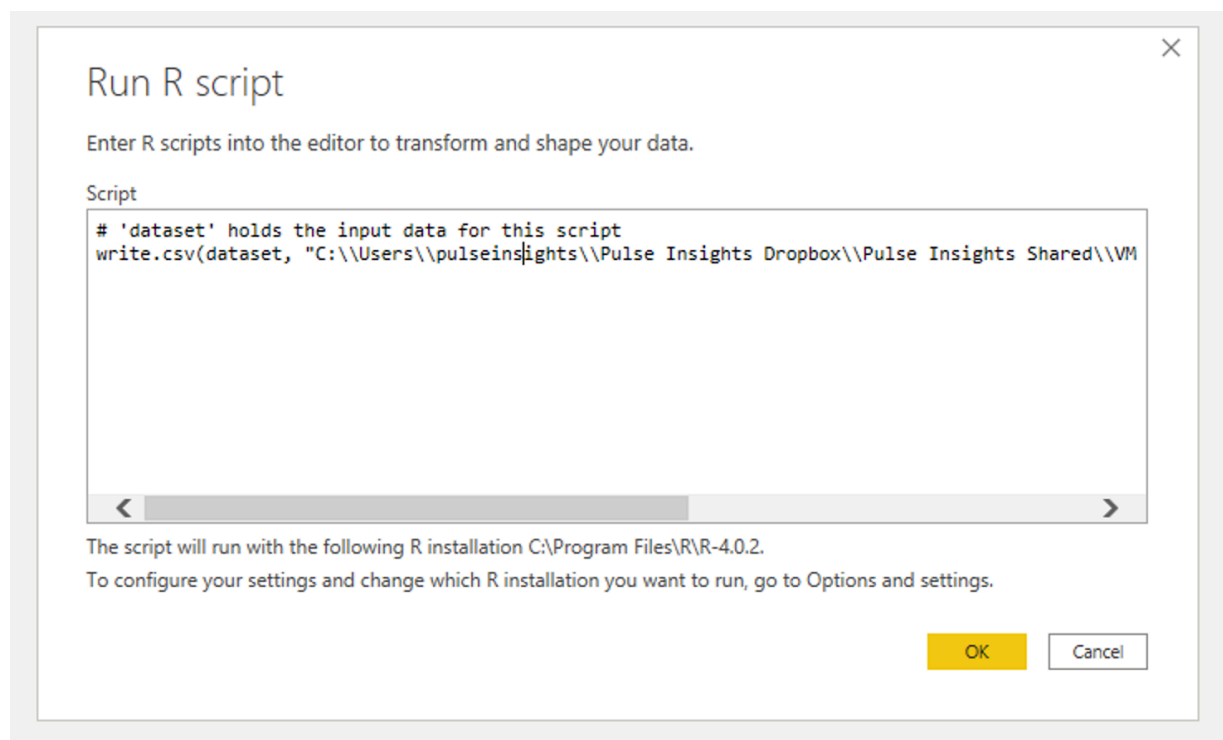 Run R script
Enter R scripts into the editor to transform and shape your data.
Script
# 'dataset' holds the input data for this script
write.csv(dataset, "C:\\Users\\pulseinsights\\Pulse Insights Dropbox\\Pulse Insights Shared\\VM
The script will run with the following R installation C:\Program Files\R\R-4.0.2.
To configure your settings and change which R installation you want to run, go to Options and settings.
OK
Cancel